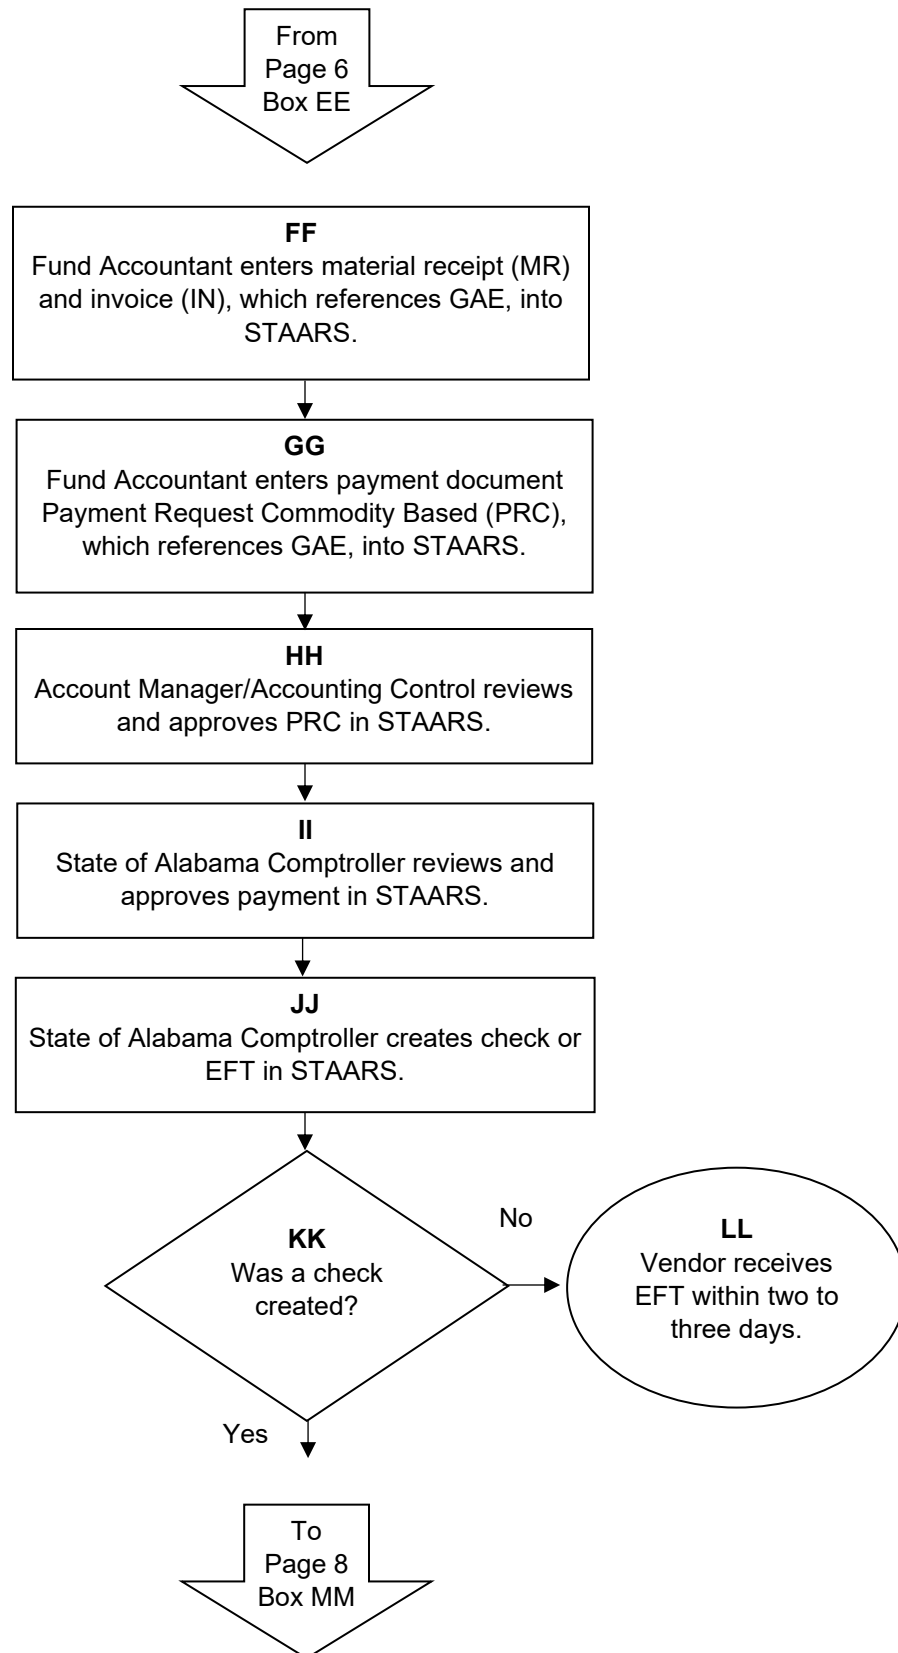 From
Page 6
Box EE
FF
Fund Accountant enters material receipt (MR)
and invoice (IN), which references GAE, into
STAARS.
GG
Fund Accountant enters payment document
Payment Request Commodity Based (PRC),
which references GAE, into STAARS.
HH
Account Manager/Accounting Control reviews
and approves PRC in STAARS.
II
State of Alabama Comptroller reviews and
approves payment in STAARS.
JJ
State of Alabama Comptroller creates check or
EFT in STAARS.
KK
Was a check
created?
No
LL
Vendor receives
EFT within two to
three days.
Yes
To
Page 8
Box MM